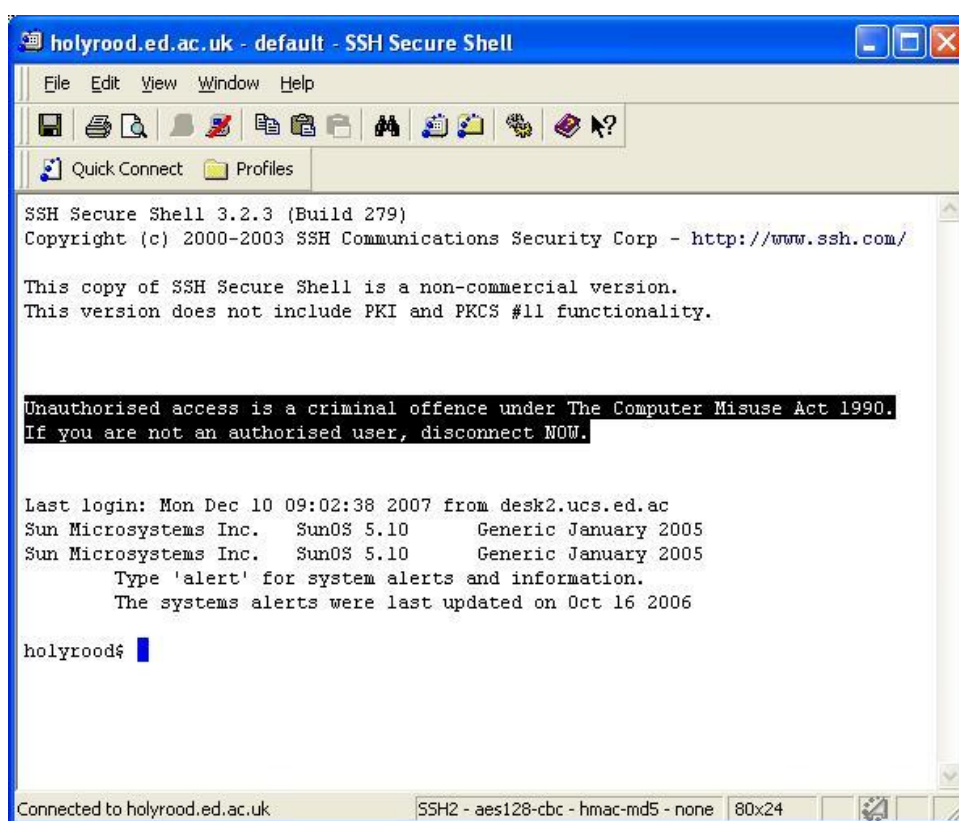 holyrood.ed.ac.uk - default - SSH Secure Shell
File Edit View Window Help
Quick Connect Profiles
SSH Secure Shell 3.2.3 (Build 279)
Copyright (c) 2000-2003 SSH Communications Security Corp - http://www.ssh.com/
This copy of SSH Secure Shell is a non-commercial version.
This version does not include PKI and PKCS #11 functionality.
Unauthorised access is a criminal offence under The Computer Misuse Act 1990.
If you are not an authorised user, disconnect NOW.
Last login: Mon Dec 10 09:02:38 2007 from desk2.ucs.ed.ac
Sun Microsystems Inc. SunOS 5.10 Generic January 2005
Sun Microsystems Inc. SunOS 5.10 Generic January 2005
Type 'alert' for system alerts and information.
The systems alerts were last updated on Oct 16 2006
holyrood$
Connected to holyrood.ed.ac.uk SSH2 - aes128-cbc - hmac-md5 - none 80x24